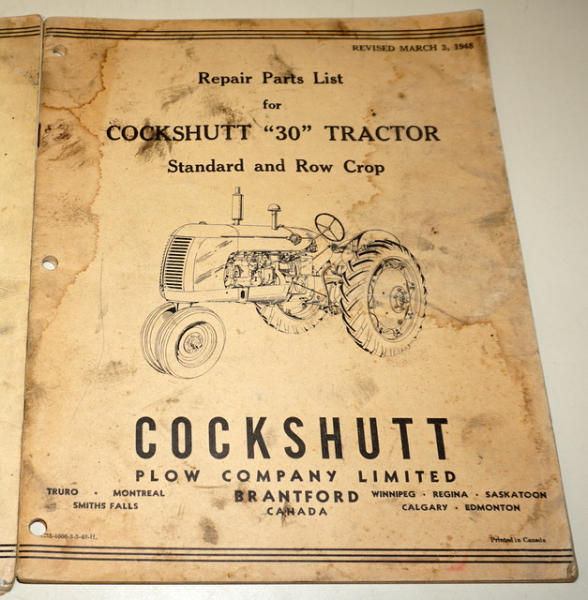 REVISED MARCH 3, 1948
Repair Parts List
for
COCKSHUTT "30" TRACTOR
Standard and Row Crop
COCKSHUTT
PLOW COMPANY LIMITED
TRURO · MONTREAL
SMITHS FALLS
BRANTFORD
CANADA
WINNIPEG · REGINA · SASKATOON
CALGARY · EDMONTON
Printed in Canada